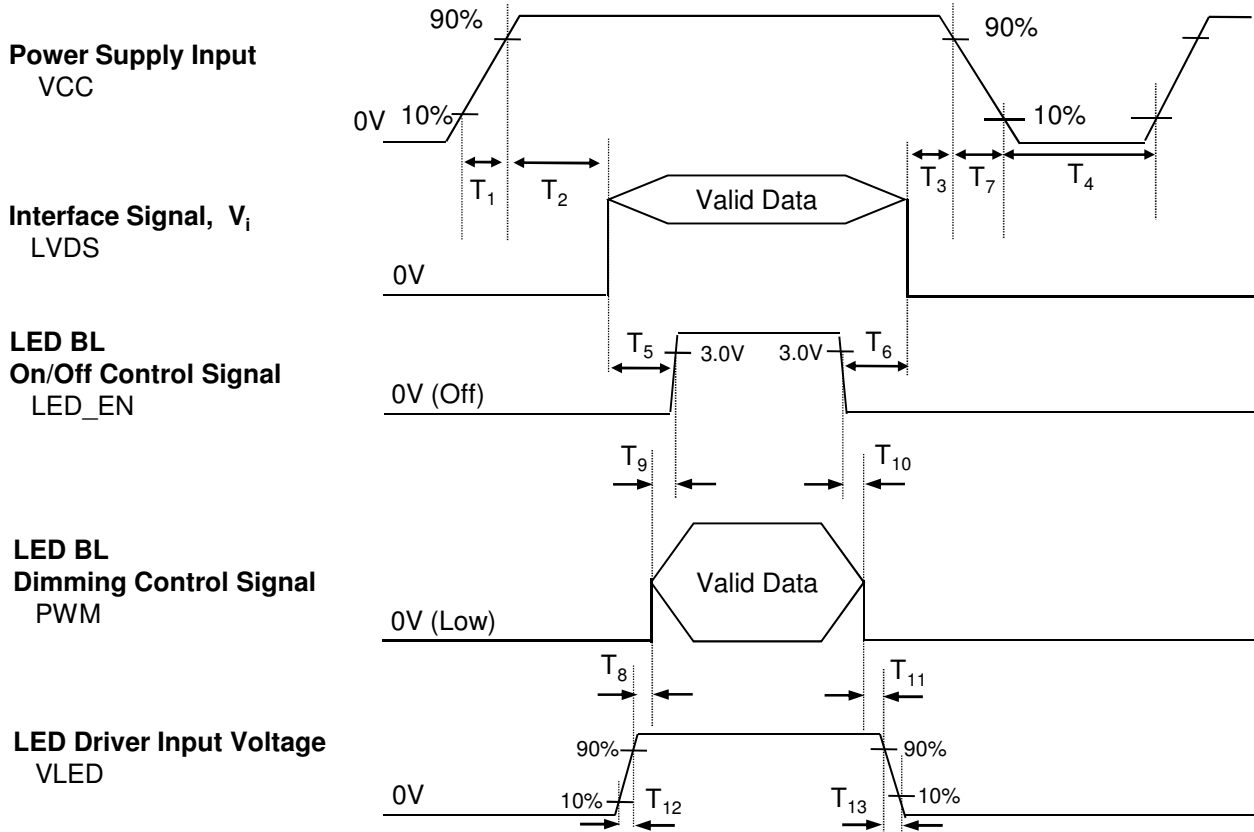 90%
90%
Power Supply Input
VCC
10%
10%
0V
T1
T2
T3
T7
T4
Valid Data
Interface Signal, Vi
LVDS
0V
LED BL
On/Off Control Signal
LED_EN
T5
3.0V
3.0V
T6
0V (Off)
T9
T10
LED BL
Dimming Control Signal
PWM
Valid Data
0V (Low)
T8
T11
LED Driver Input Voltage
VLED
90%
90%
0V
10%
T12
T13
10%